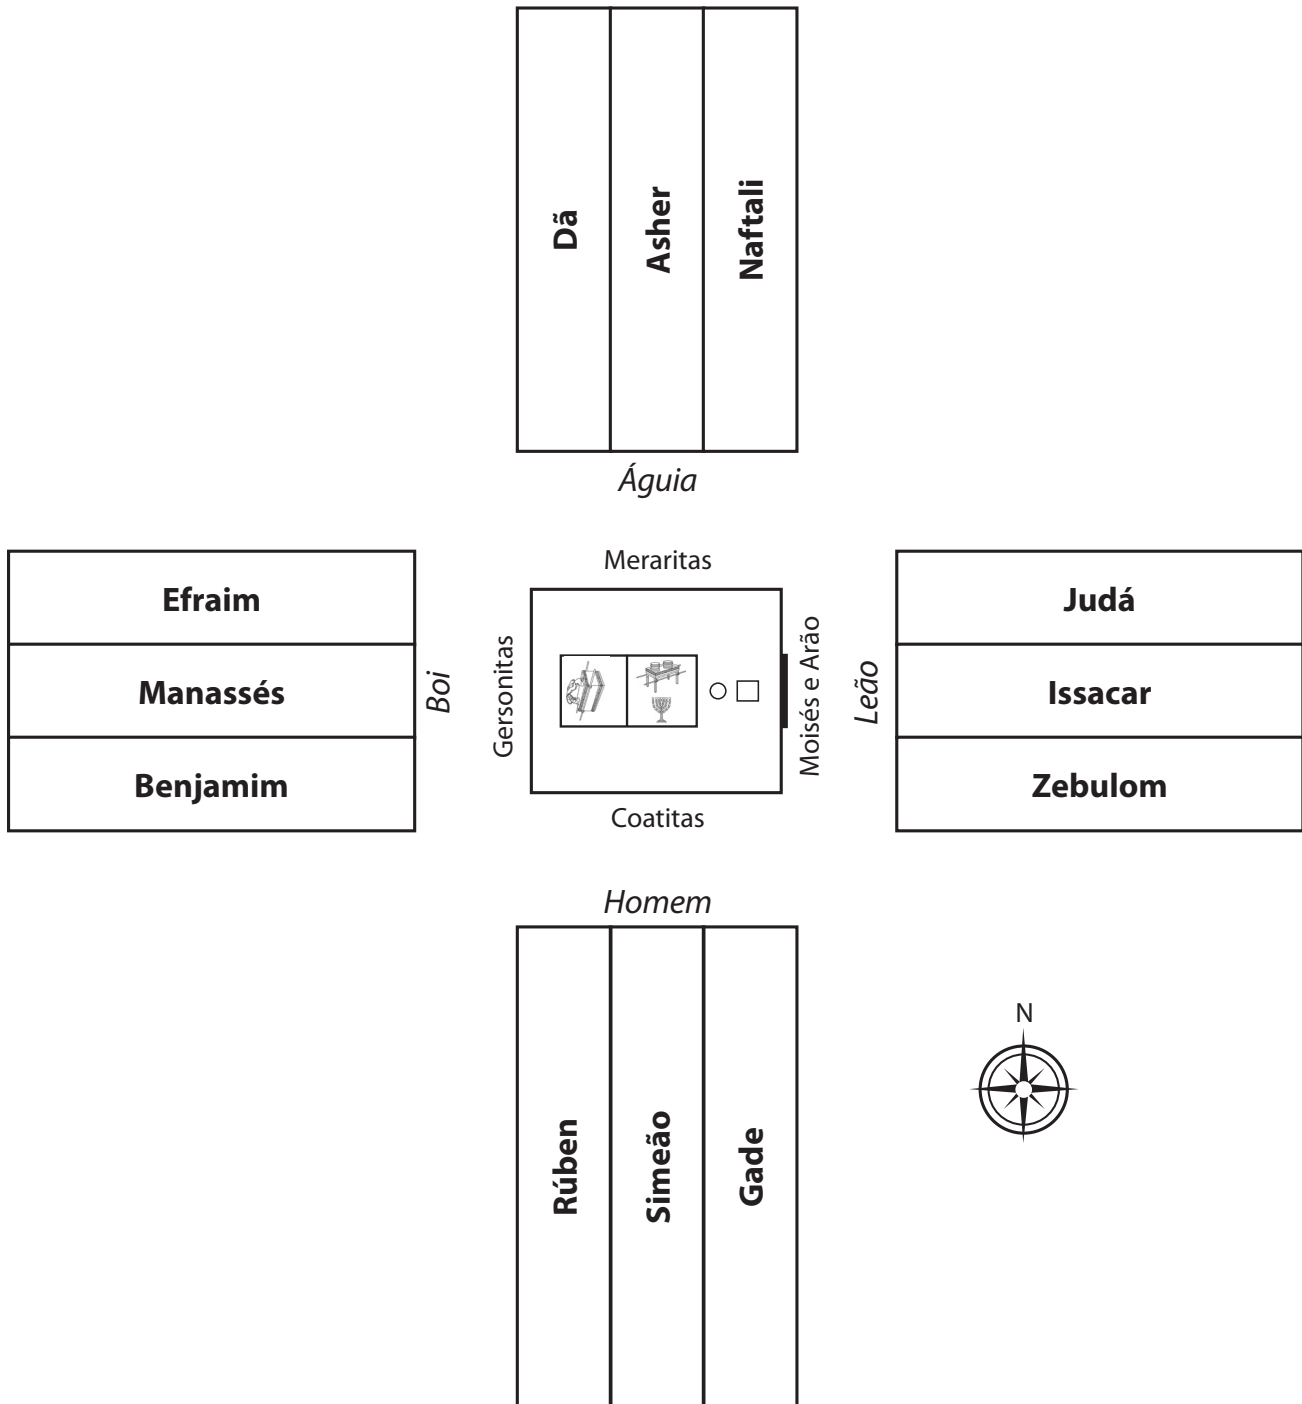 Dã
Asher
Naftali
Águia
Meraritas
Efraim
Manassés
Benjamim
Boi
Gersonitas
Moisés e Arão
Leão
Judá
Issacar
Zebulom
Coatitas
Homem
Rúben
Simeão
Gade
N